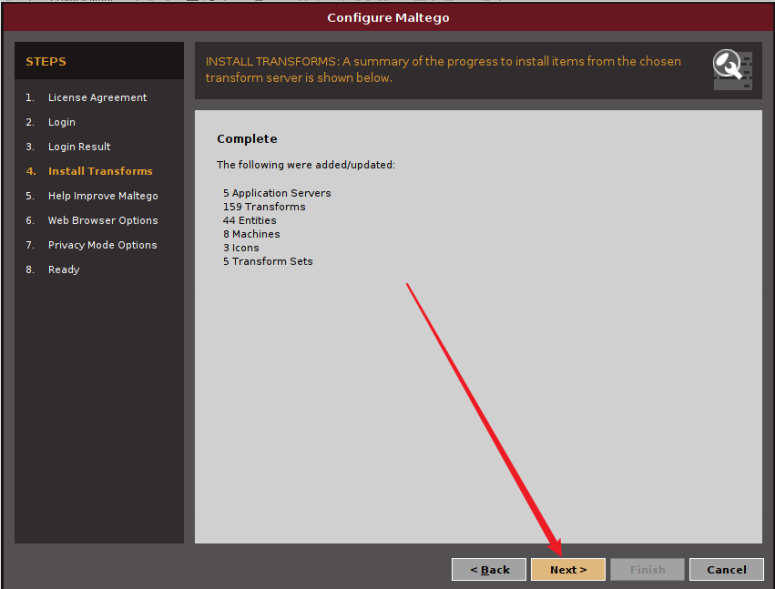 Configure Maltego
STEPS
1. License Agreement
2. Login
3. Login Result
4. Install Transforms
5. Help Improve Maltego
6. Web Browser Options
7. Privacy Mode Options
8. Ready
INSTALL TRANSFORMS: A summary of the progress to install items from the chosen
transform server is shown below.
Complete
The following were added/updated:
5 Application Servers
159 Transforms
44 Entities
8 Machines
3 Icons
5 Transform Sets
< Back
Next >
Finish
Cancel